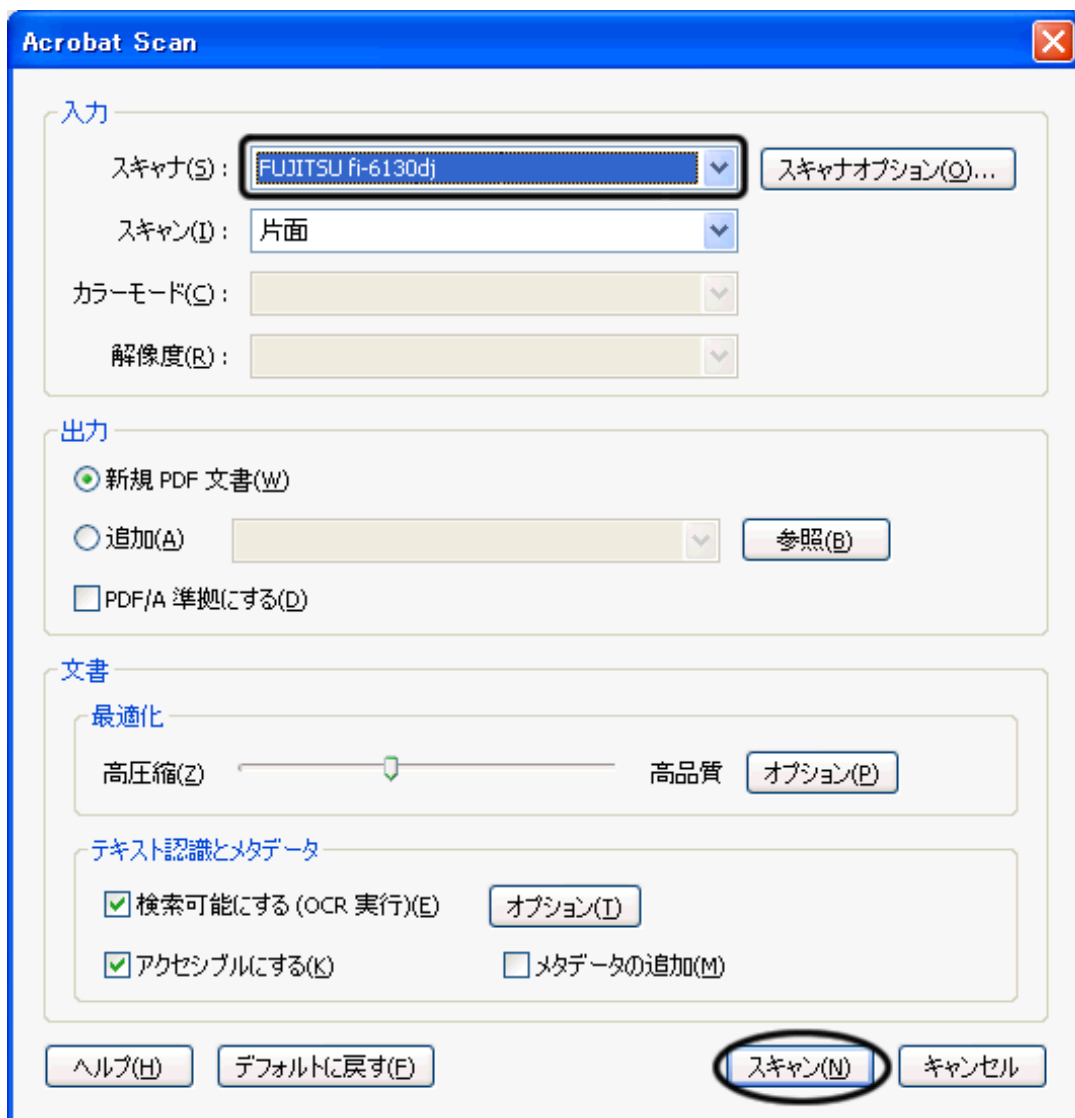 Acrobat Scan
入力
スキャナ(S) : FUJITSU fi-6130dj スキャナオプション(O)...
スキャン(I) : 片面
カラーモード(C) :
解像度(R) :
出力
新規 PDF 文書(W)
追加(A) 参照(B)
PDF/A 準拠にする(D)
文書
最適化
高圧縮(Z) 高品質 オプション(P)
テキスト認識とメタデータ
検索可能にする (OCR 実行)(E) オプション(T)
アクセシブルにする(K) メタデータの追加(M)
ヘルプ(H) デフォルトに戻す(F) スキャン(N) キャンセル